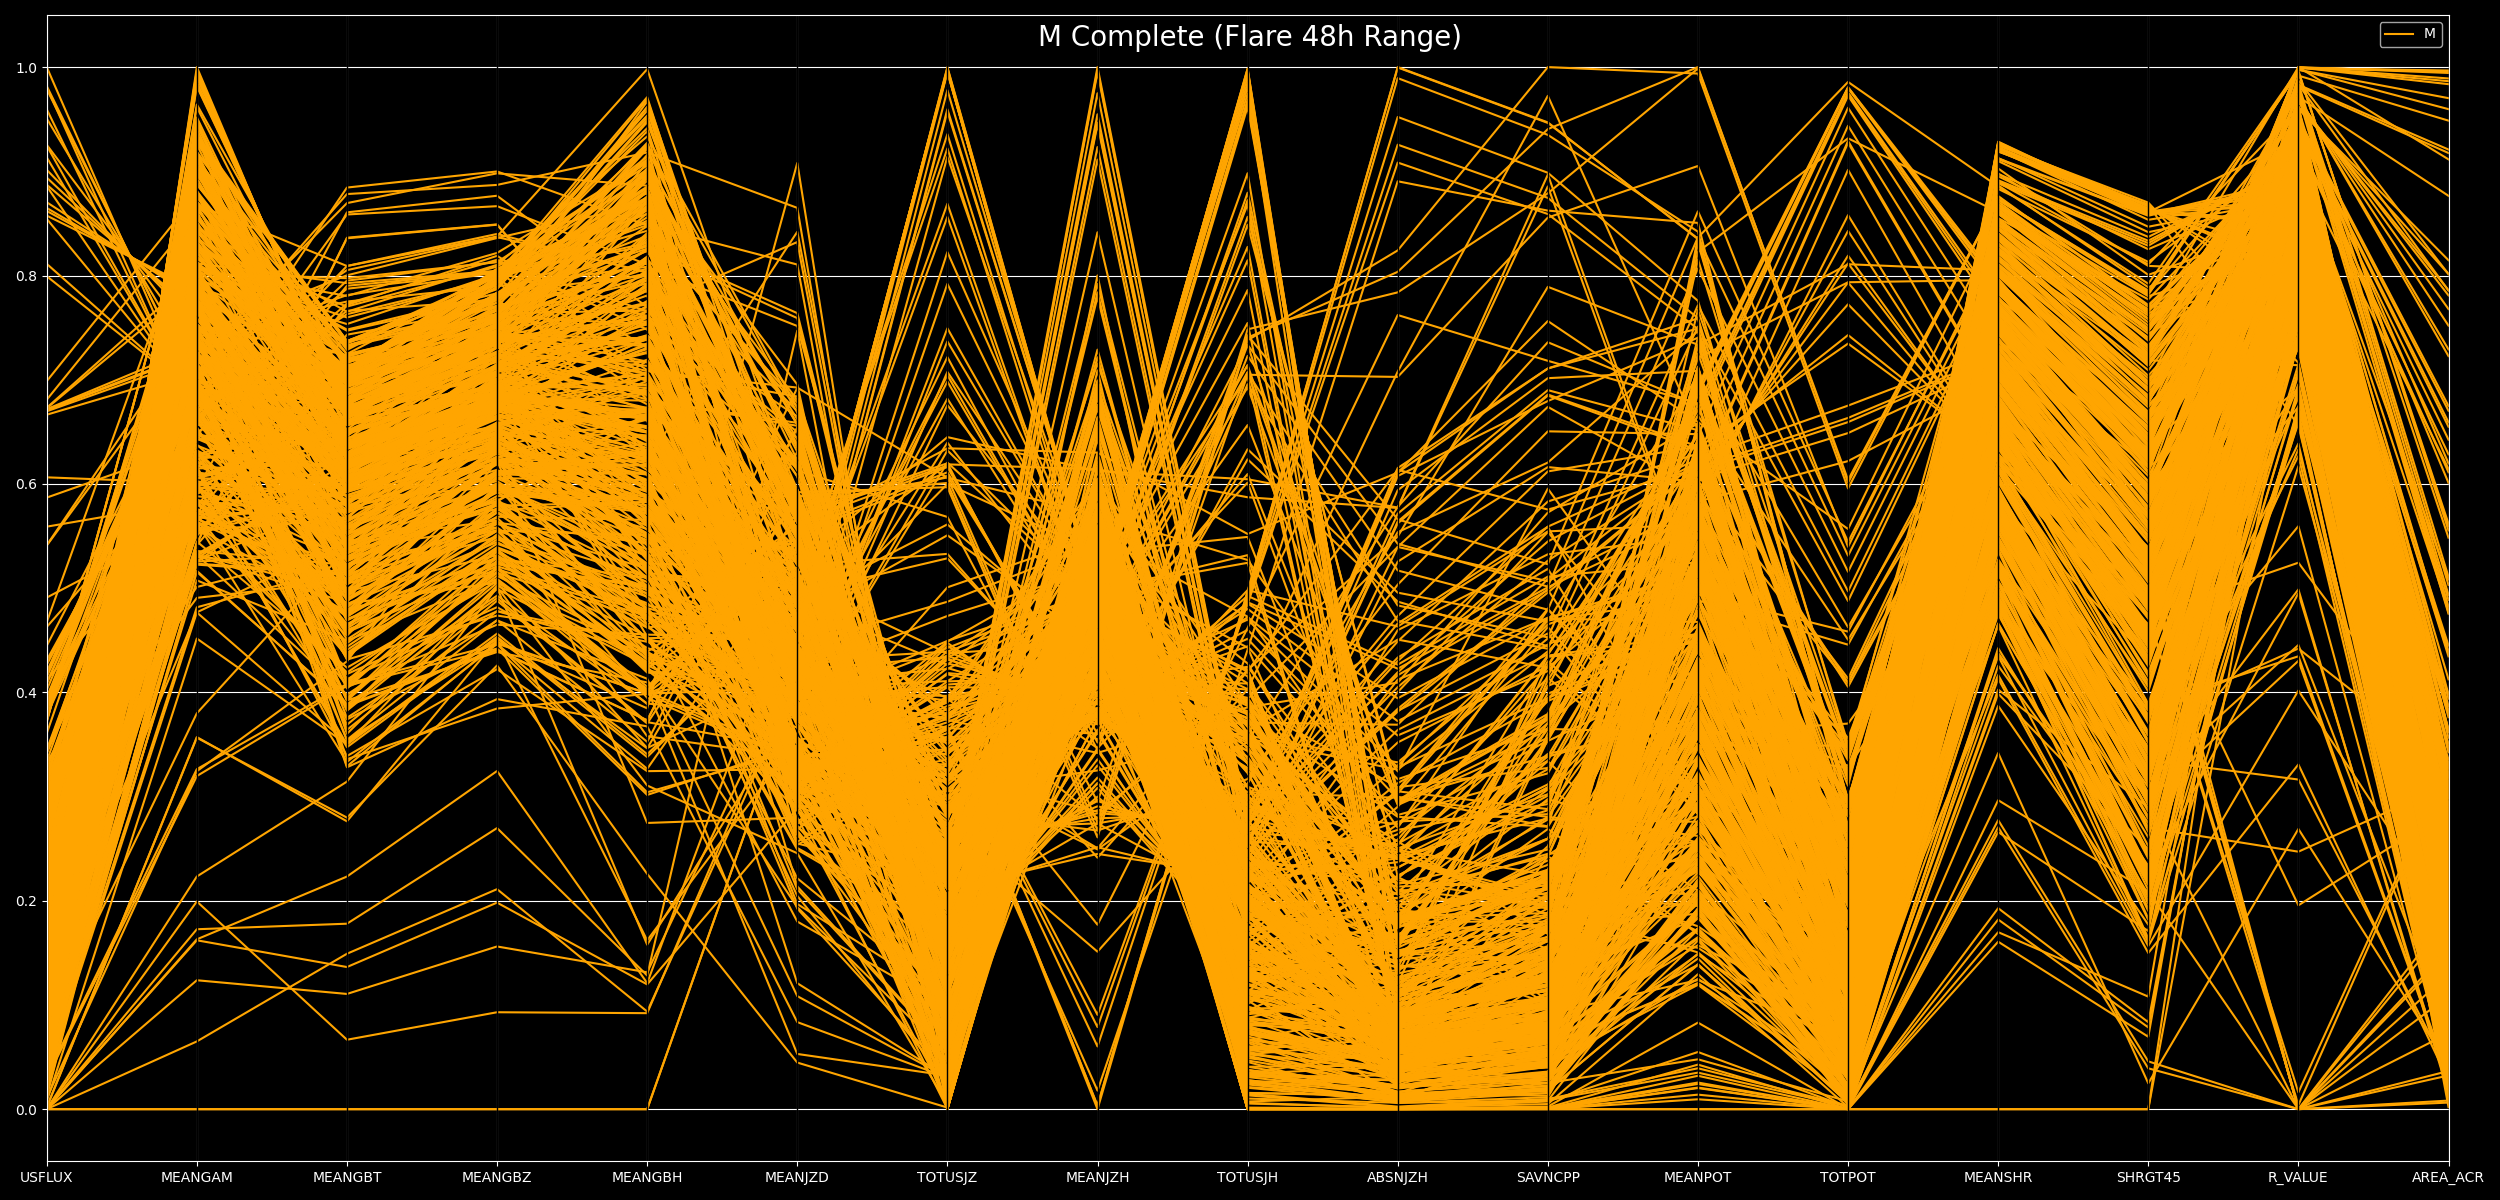 M Complete (Flare 48h Range)
M
1.0
0.8
0.6
0.4
0.2
0.0
USFLUX MEANGAM MEANGBT MEANGBZ MEANGBH MEANJZD TOTUSJZ MEANJZH TOTUSJH ABSNJZH SAVNCPP MEANPOT TOTPOT MEANSHR SHRGT45 R_VALUE AREA_ACR